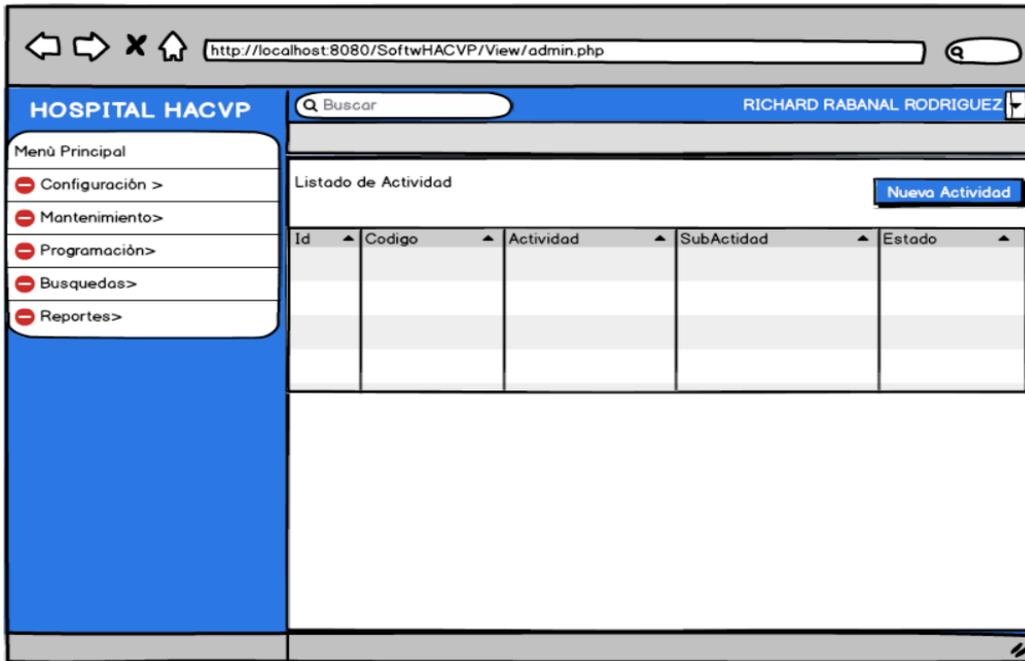 http://localhost:8080/SoftwHACVP/View/admin.php
HOSPITAL HACVP
Buscar
RICHARD RABANAL RODRIGUEZ
Menù Principal
Configuraciòn >
Mantenimiento>
Programaciòn>
Busquedas>
Reportes>
Listado de Actividad
Nueva Actividad
Id Codigo Actividad SubActidad Estado